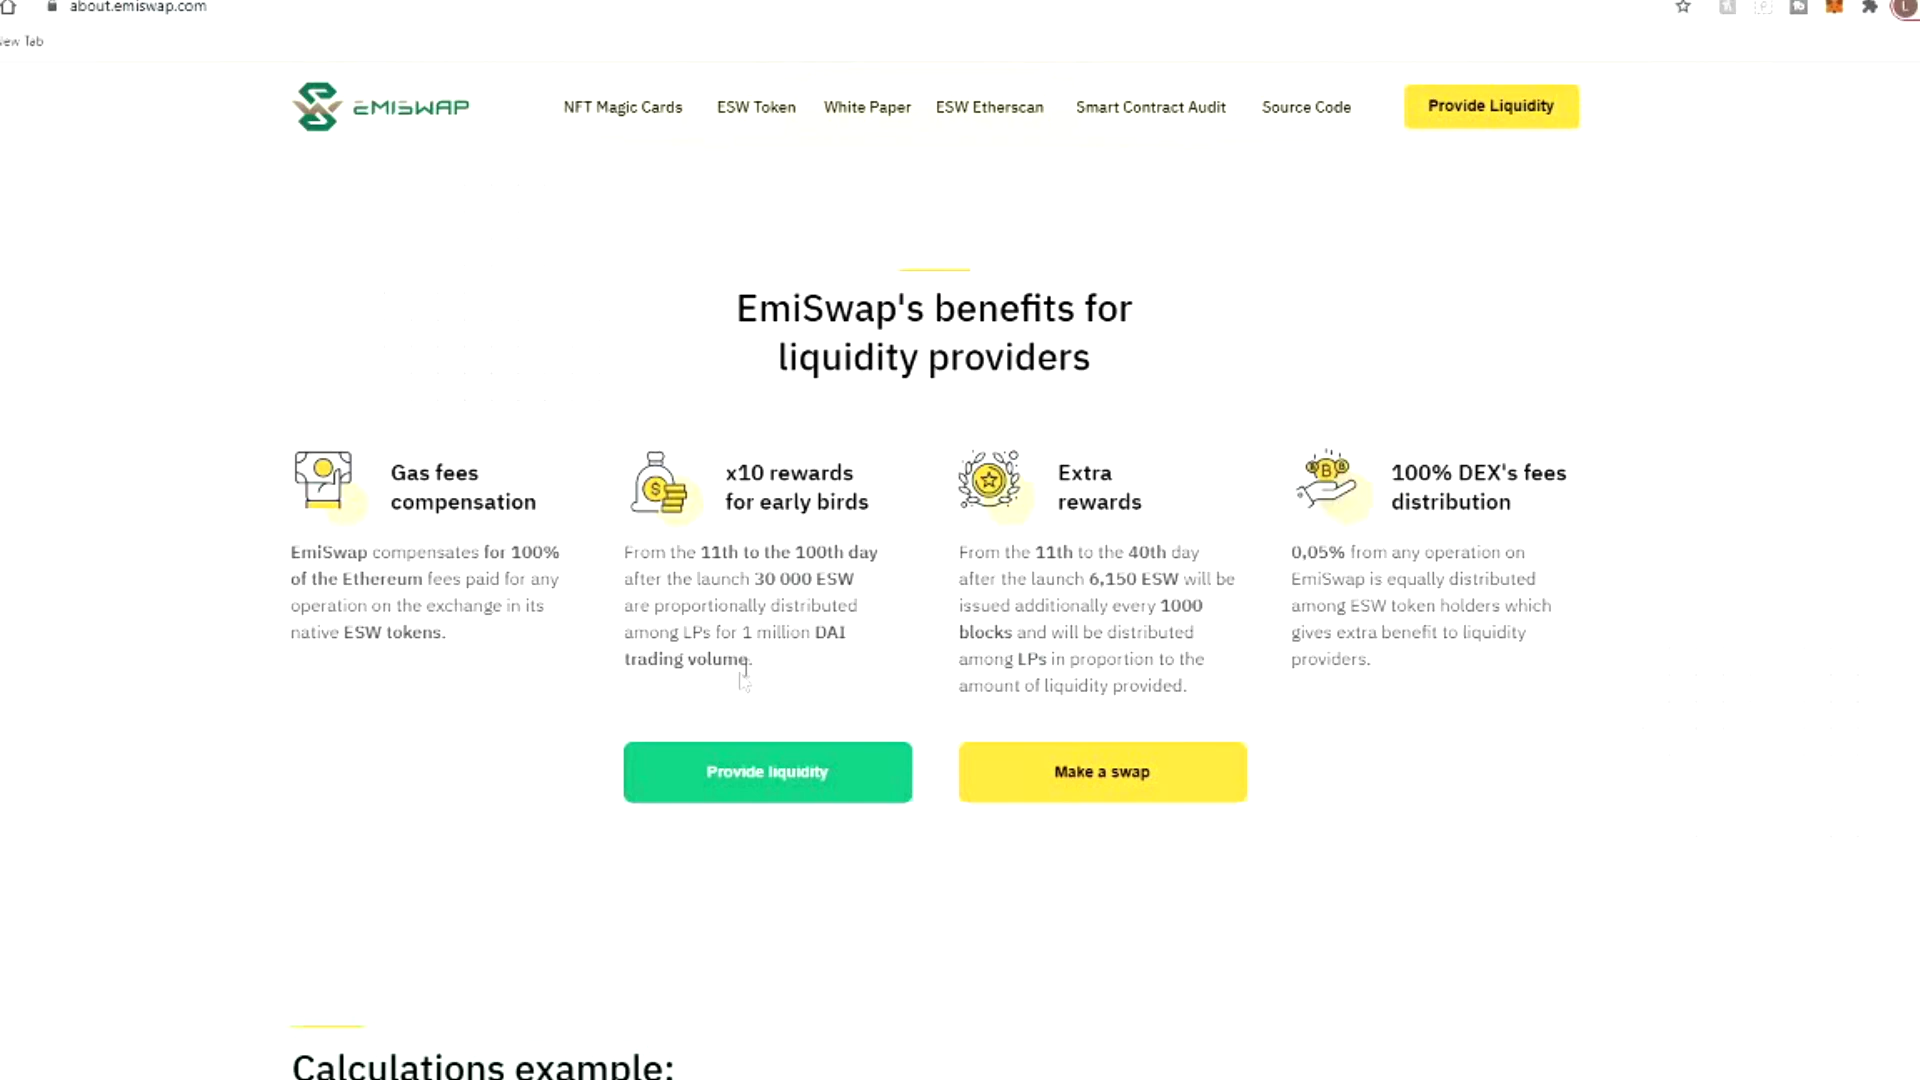 about.emiswap.com
New Tab
EMISWAP
NFT Magic Cards
ESW Token
White Paper
ESW Etherscan
Smart Contract Audit
Source Code
Provide Liquidity
EmiSwap's benefits for
liquidity providers
Gas fees
compensation
EmiSwap compensates for 100%
of the Ethereum fees paid for any
operation on the exchange in its
native ESW tokens.
x10 rewards
for early birds
From the 11th to the 100th day
after the launch 30 000 ESW
are proportionally distributed
among LPs for 1 million DAI
trading volume.
Extra
rewards
From the 11th to the 40th day
after the launch 6,150 ESW will be
issued additionally every 1000
blocks and will be distributed
among LPs in proportion to the
amount of liquidity provided.
100% DEX's fees
distribution
0,05% from any operation on
EmiSwap is equally distributed
among ESW token holders which
gives extra benefit to liquidity
providers.
Provide liquidity
Make a swap
Calculations example: